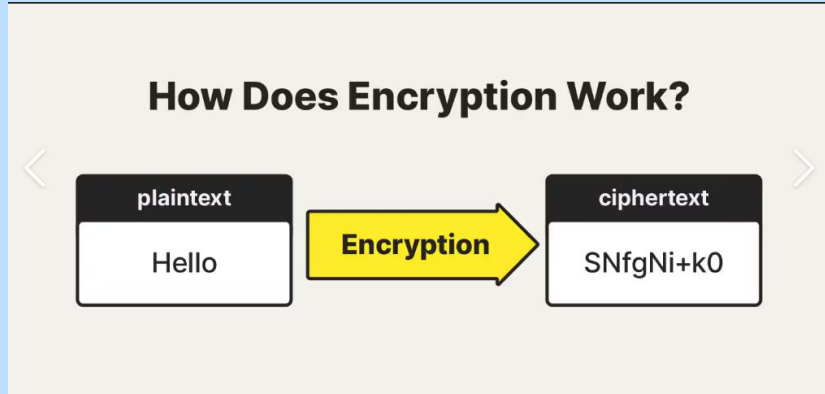 How Does Encryption Work?
plaintext
Hello
Encryption
ciphertext
SNfgNi+k0